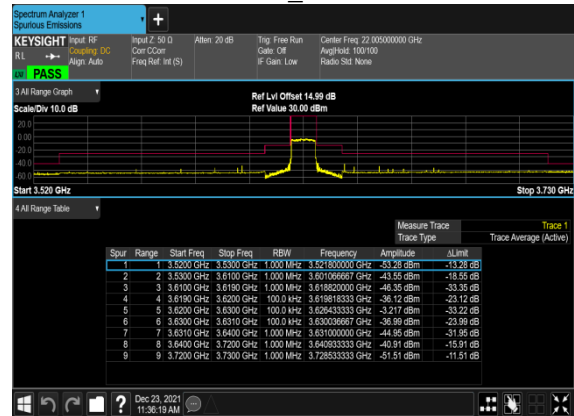 Spectrum Analyzer 1
Spurious Emissions
+
KEYSIGHT Input: RF Input Z: 50 Ω Atten: 20 dB Trig: Free Run Center Freq: 22.005000000 GHz
RL Coupling: DC Corr CCorr Gate: Off Avg|Hold: 100/100
Align: Auto Freq Ref: Int (S) IF Gain: Low Radio Std: None
PASS
3 All Range Graph
Ref Lvl Offset 14.99 dB
Scale/Div 10.0 dB Ref Value 30.00 dBm
20.0
0.00
-20.0
-40.0
-60.0
Start 3.520 GHz Stop 3.730 GHz
4 All Range Table
Measure Trace Trace 1
Trace Type Trace Average (Active)
Spur Range Start Freq Stop Freq RBW Frequency Amplitude ΔLimit
1 1 3.5200 GHz 3.5300 GHz 1.000 MHz 3.521800000 GHz -53.28 dBm -13.28 dB
2 2 3.5300 GHz 3.6100 GHz 1.000 MHz 3.601066667 GHz -43.55 dBm -18.55 dB
3 3 3.6100 GHz 3.6190 GHz 1.000 MHz 3.618820000 GHz -46.35 dBm -33.35 dB
4 4 3.6190 GHz 3.6200 GHz 100.0 kHz 3.619818333 GHz -36.12 dBm -23.12 dB
5 5 3.6200 GHz 3.6300 GHz 100.0 kHz 3.626433333 GHz -3.217 dBm -33.22 dB
6 6 3.6300 GHz 3.6310 GHz 100.0 kHz 3.630036667 GHz -36.99 dBm -23.99 dB
7 7 3.6310 GHz 3.6400 GHz 1.000 MHz 3.631000000 GHz -44.95 dBm -31.95 dB
8 8 3.6400 GHz 3.7200 GHz 1.000 MHz 3.640933333 GHz -40.91 dBm -15.91 dB
9 9 3.7200 GHz 3.7300 GHz 1.000 MHz 3.728533333 GHz -51.51 dBm -11.51 dB
? Dec 23, 2021
11:36:19 AM